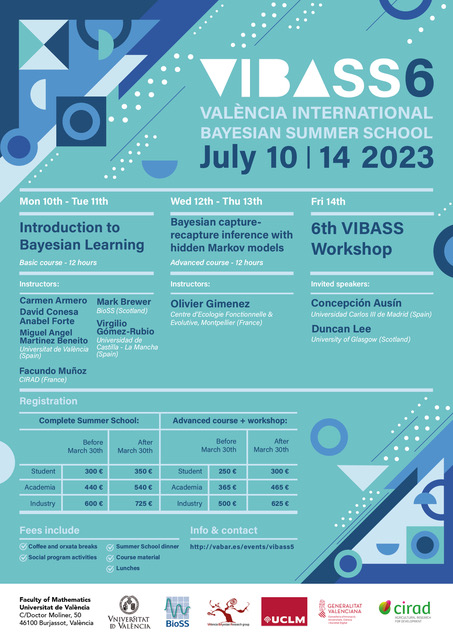 VIBASS6
VALÈNCIA INTERNATIONAL
BAYESIAN SUMMER SCHOOL
July 10 | 14 2023
Mon 10th - Tue 11th
Introduction to
Bayesian Learning
Basic course - 12 hours
Instructors:
Carmen Armero
David Conesa
Anabel Forte
Miguel Angel
Martinez Beneito
Universitat de València
(Spain)
Facundo Muñoz
CIRAD (France)
Mark Brewer
BioSS (Scotland)
Virgilio
Gómez-Rubio
Universidad de
Castilla - La Mancha
(Spain)
Wed 12th - Thu 13th
Bayesian capture-
recapture inference with
hidden Markov models
Advanced course - 12 hours
Instructors:
Olivier Gimenez
Centre d'Ecologie Fonctionnelle &
Evolutive, Montpellier (France)
Fri 14th
6th VIBASS
Workshop
Invited speakers:
Concepción Ausín
Universidad Carlos III de Madrid (Spain)
Duncan Lee
University of Glasgow (Scotland)
Registration
Complete Summer School:
Before March 30th After March 30th
Student 300 € 350 €
Academia 440 € 540 €
Industry 600 € 725 €
Advanced course + workshop:
Before March 30th After March 30th
Student 250 € 300 €
Academia 365 € 465 €
Industry 500 € 625 €
Fees include
Coffee and orxata breaks
Social program activities
Summer School dinner
Course material
Lunches
Info & contact
http://vabar.es/events/vibass5
Faculty of Mathematics
Universitat de València
C/Doctor Moliner, 50
46100 Burjassot, València
VNIVERSITAT
D VALÈNCIA
BioSS
València Bayesian Research group
UCLM
GENERALITAT
VALENCIANA
cirad
AGRICULTURAL RESEARCH
FOR DEVELOPMENT